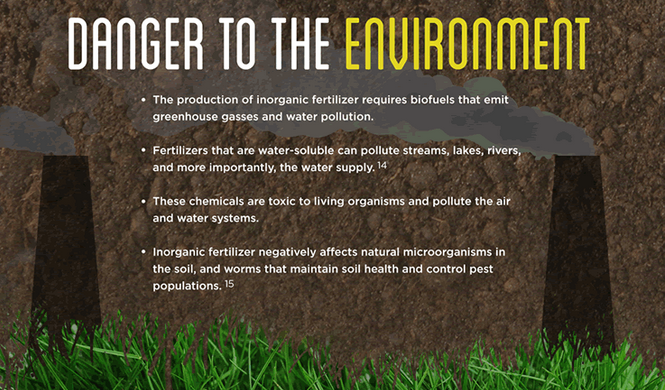 DANGER TO THE ENVIRONMENT
• The production of inorganic fertilizer requires biofuels that emit
greenhouse gasses and water pollution.
• Fertilizers that are water-soluble can pollute streams, lakes, rivers,
and more importantly, the water supply. 14
• These chemicals are toxic to living organisms and pollute the air
and water systems.
• Inorganic fertilizer negatively affects natural microorganisms in
the soil, and worms that maintain soil health and control pest
populations. 15